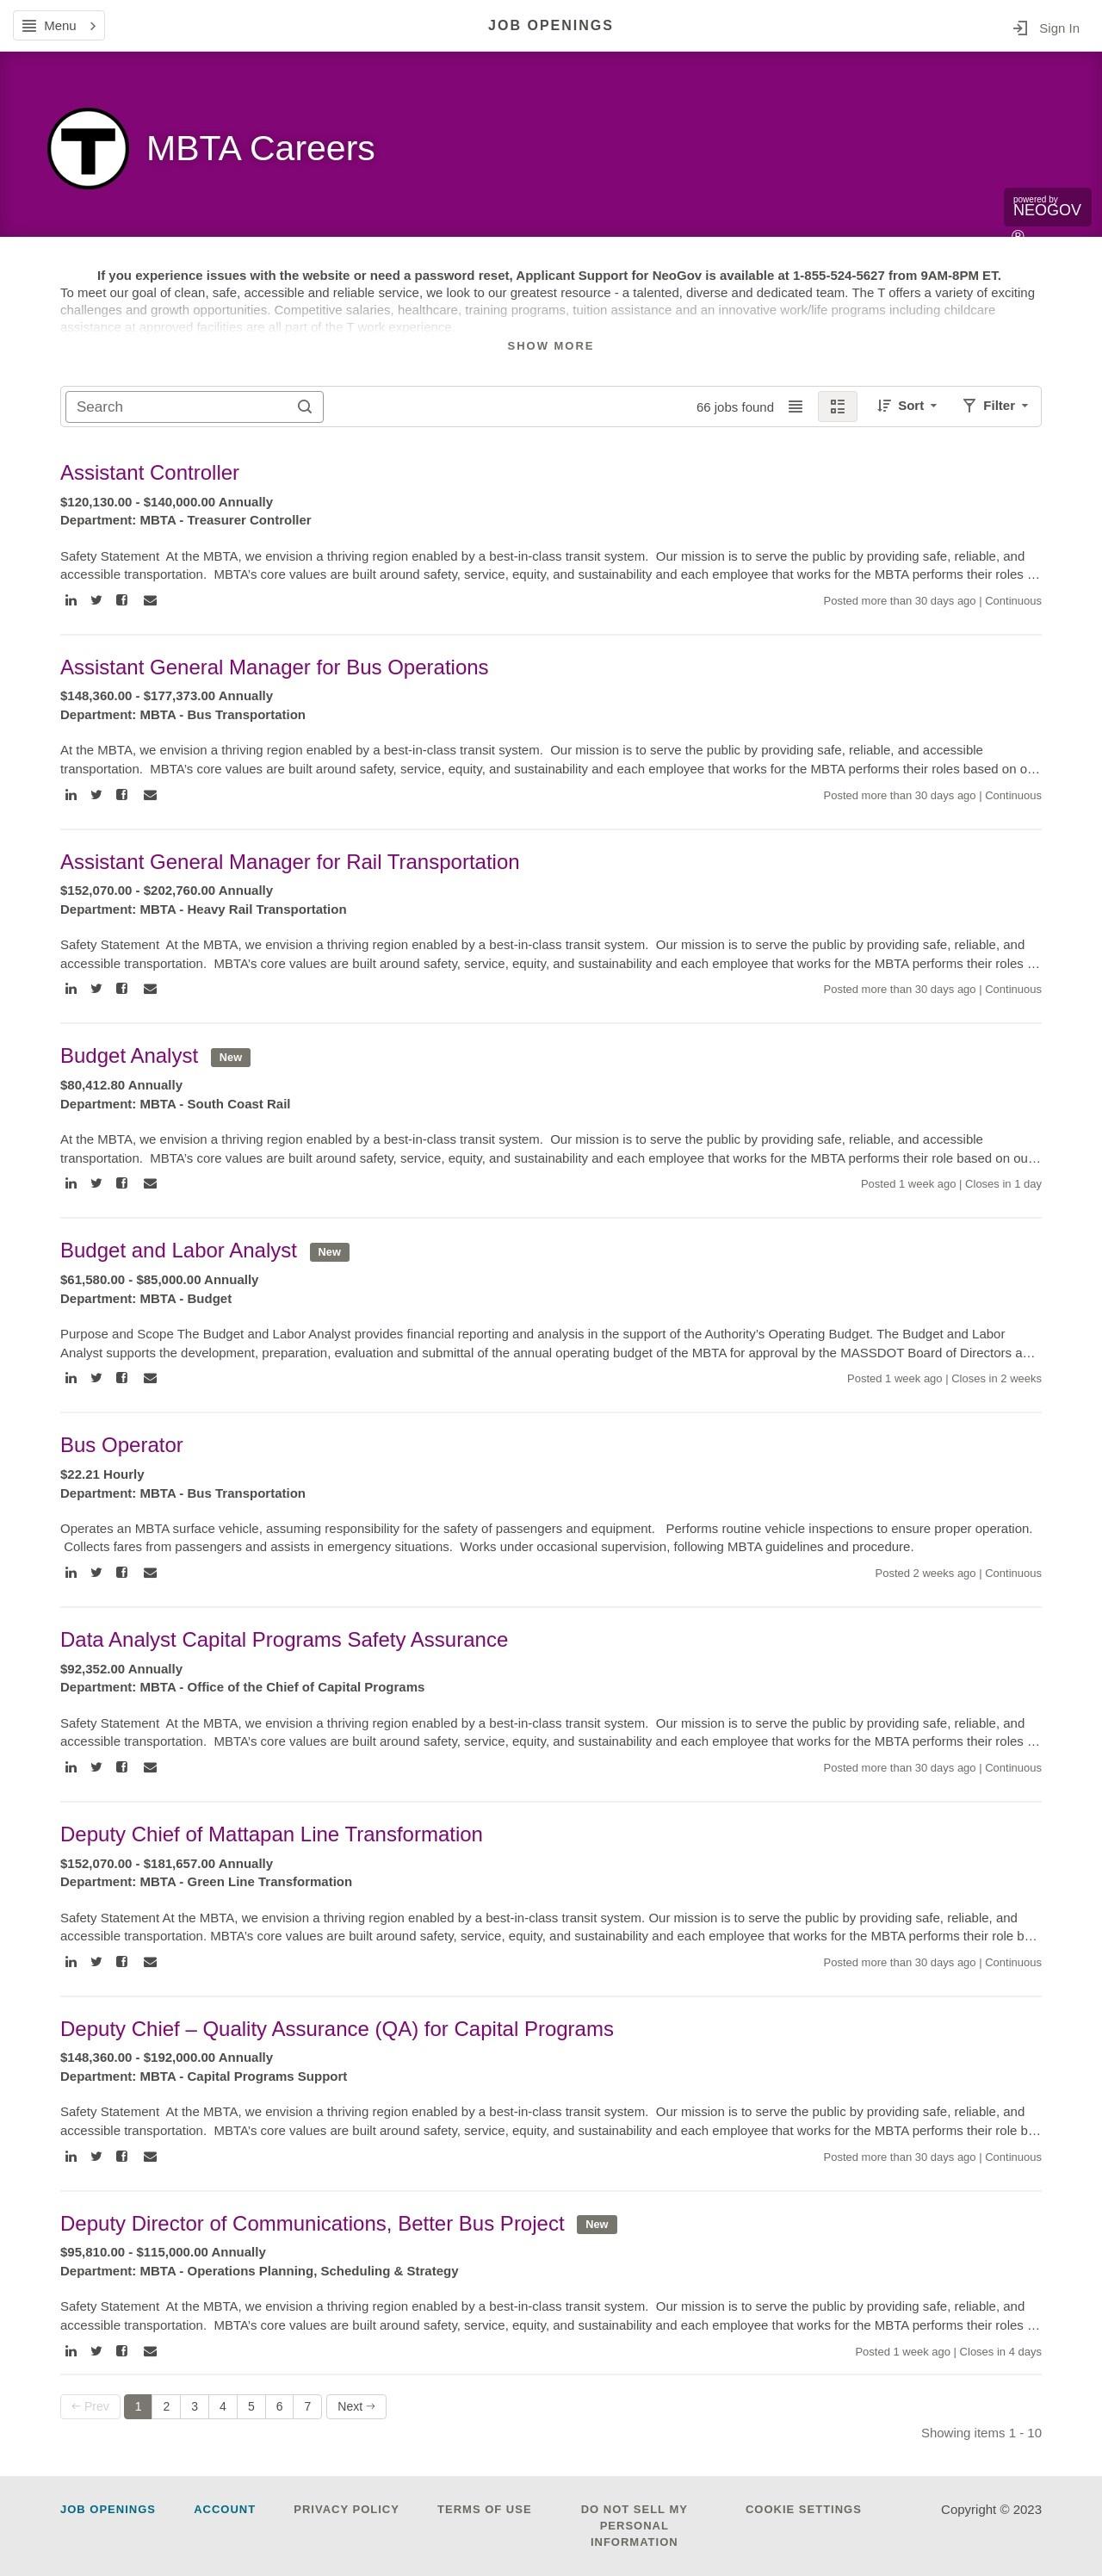 Menu
JOB OPENINGS
Sign In
T
MBTA Careers
powered by
NEOGOV
®
If you experience issues with the website or need a password reset, Applicant Support for NeoGov is available at 1-855-524-5627 from 9AM-8PM ET.
To meet our goal of clean, safe, accessible and reliable service, we look to our greatest resource - a talented, diverse and dedicated team. The T offers a variety of exciting
challenges and growth opportunities. Competitive salaries, healthcare, training programs, tuition assistance and an innovative work/life programs including childcare
assistance at approved facilities are all part of the T work experience.
SHOW MORE
Search
66 jobs found
Sort
Filter
Assistant Controller
$120,130.00 - $140,000.00 Annually
Department: MBTA - Treasurer Controller
Safety Statement  At the MBTA, we envision a thriving region enabled by a best-in-class transit system.  Our mission is to serve the public by providing safe, reliable, and
accessible transportation.  MBTA's core values are built around safety, service, equity, and sustainability and each employee that works for the MBTA performs their roles …
Posted more than 30 days ago | Continuous
Assistant General Manager for Bus Operations
$148,360.00 - $177,373.00 Annually
Department: MBTA - Bus Transportation
At the MBTA, we envision a thriving region enabled by a best-in-class transit system.  Our mission is to serve the public by providing safe, reliable, and accessible
transportation.  MBTA's core values are built around safety, service, equity, and sustainability and each employee that works for the MBTA performs their roles based on o…
Posted more than 30 days ago | Continuous
Assistant General Manager for Rail Transportation
$152,070.00 - $202,760.00 Annually
Department: MBTA - Heavy Rail Transportation
Safety Statement  At the MBTA, we envision a thriving region enabled by a best-in-class transit system.  Our mission is to serve the public by providing safe, reliable, and
accessible transportation.  MBTA's core values are built around safety, service, equity, and sustainability and each employee that works for the MBTA performs their roles …
Posted more than 30 days ago | Continuous
Budget Analyst New
$80,412.80 Annually
Department: MBTA - South Coast Rail
At the MBTA, we envision a thriving region enabled by a best-in-class transit system.  Our mission is to serve the public by providing safe, reliable, and accessible
transportation.  MBTA's core values are built around safety, service, equity, and sustainability and each employee that works for the MBTA performs their role based on ou…
Posted 1 week ago | Closes in 1 day
Budget and Labor Analyst New
$61,580.00 - $85,000.00 Annually
Department: MBTA - Budget
Purpose and Scope The Budget and Labor Analyst provides financial reporting and analysis in the support of the Authority's Operating Budget. The Budget and Labor
Analyst supports the development, preparation, evaluation and submittal of the annual operating budget of the MBTA for approval by the MASSDOT Board of Directors a…
Posted 1 week ago | Closes in 2 weeks
Bus Operator
$22.21 Hourly
Department: MBTA - Bus Transportation
Operates an MBTA surface vehicle, assuming responsibility for the safety of passengers and equipment.   Performs routine vehicle inspections to ensure proper operation.
Collects fares from passengers and assists in emergency situations.  Works under occasional supervision, following MBTA guidelines and procedure.
Posted 2 weeks ago | Continuous
Data Analyst Capital Programs Safety Assurance
$92,352.00 Annually
Department: MBTA - Office of the Chief of Capital Programs
Safety Statement  At the MBTA, we envision a thriving region enabled by a best-in-class transit system.  Our mission is to serve the public by providing safe, reliable, and
accessible transportation.  MBTA's core values are built around safety, service, equity, and sustainability and each employee that works for the MBTA performs their roles …
Posted more than 30 days ago | Continuous
Deputy Chief of Mattapan Line Transformation
$152,070.00 - $181,657.00 Annually
Department: MBTA - Green Line Transformation
Safety Statement At the MBTA, we envision a thriving region enabled by a best-in-class transit system. Our mission is to serve the public by providing safe, reliable, and
accessible transportation. MBTA's core values are built around safety, service, equity, and sustainability and each employee that works for the MBTA performs their role b…
Posted more than 30 days ago | Continuous
Deputy Chief – Quality Assurance (QA) for Capital Programs
$148,360.00 - $192,000.00 Annually
Department: MBTA - Capital Programs Support
Safety Statement  At the MBTA, we envision a thriving region enabled by a best-in-class transit system.  Our mission is to serve the public by providing safe, reliable, and
accessible transportation.  MBTA's core values are built around safety, service, equity, and sustainability and each employee that works for the MBTA performs their role b…
Posted more than 30 days ago | Continuous
Deputy Director of Communications, Better Bus Project New
$95,810.00 - $115,000.00 Annually
Department: MBTA - Operations Planning, Scheduling & Strategy
Safety Statement  At the MBTA, we envision a thriving region enabled by a best-in-class transit system.  Our mission is to serve the public by providing safe, reliable, and
accessible transportation.  MBTA's core values are built around safety, service, equity, and sustainability and each employee that works for the MBTA performs their roles …
Posted 1 week ago | Closes in 4 days
← Prev 1 2 3 4 5 6 7 Next →
Showing items 1 - 10
JOB OPENINGS
ACCOUNT
PRIVACY POLICY
TERMS OF USE
DO NOT SELL MY
PERSONAL
INFORMATION
COOKIE SETTINGS
Copyright © 2023